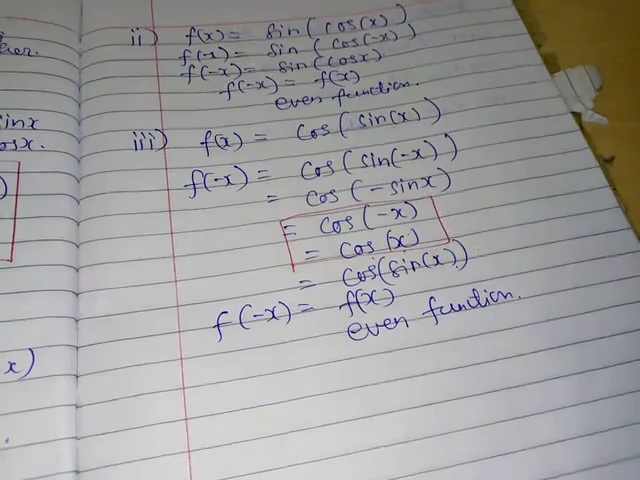 sinx
osx.
)
x)
ii) f(x) = sin(cos(x))
f(-x) = sin (cos(-x))
f(-x) = sin(cosx)
f(-x) = f(x)
even function.
iii) f(x) = cos(sin(x))
f(-x) = cos(sin(-x))
= cos(-sinx)
= cos(-x)
= cos(x)
= cos(sin(x)).
f(-x) = f(x)
even function.